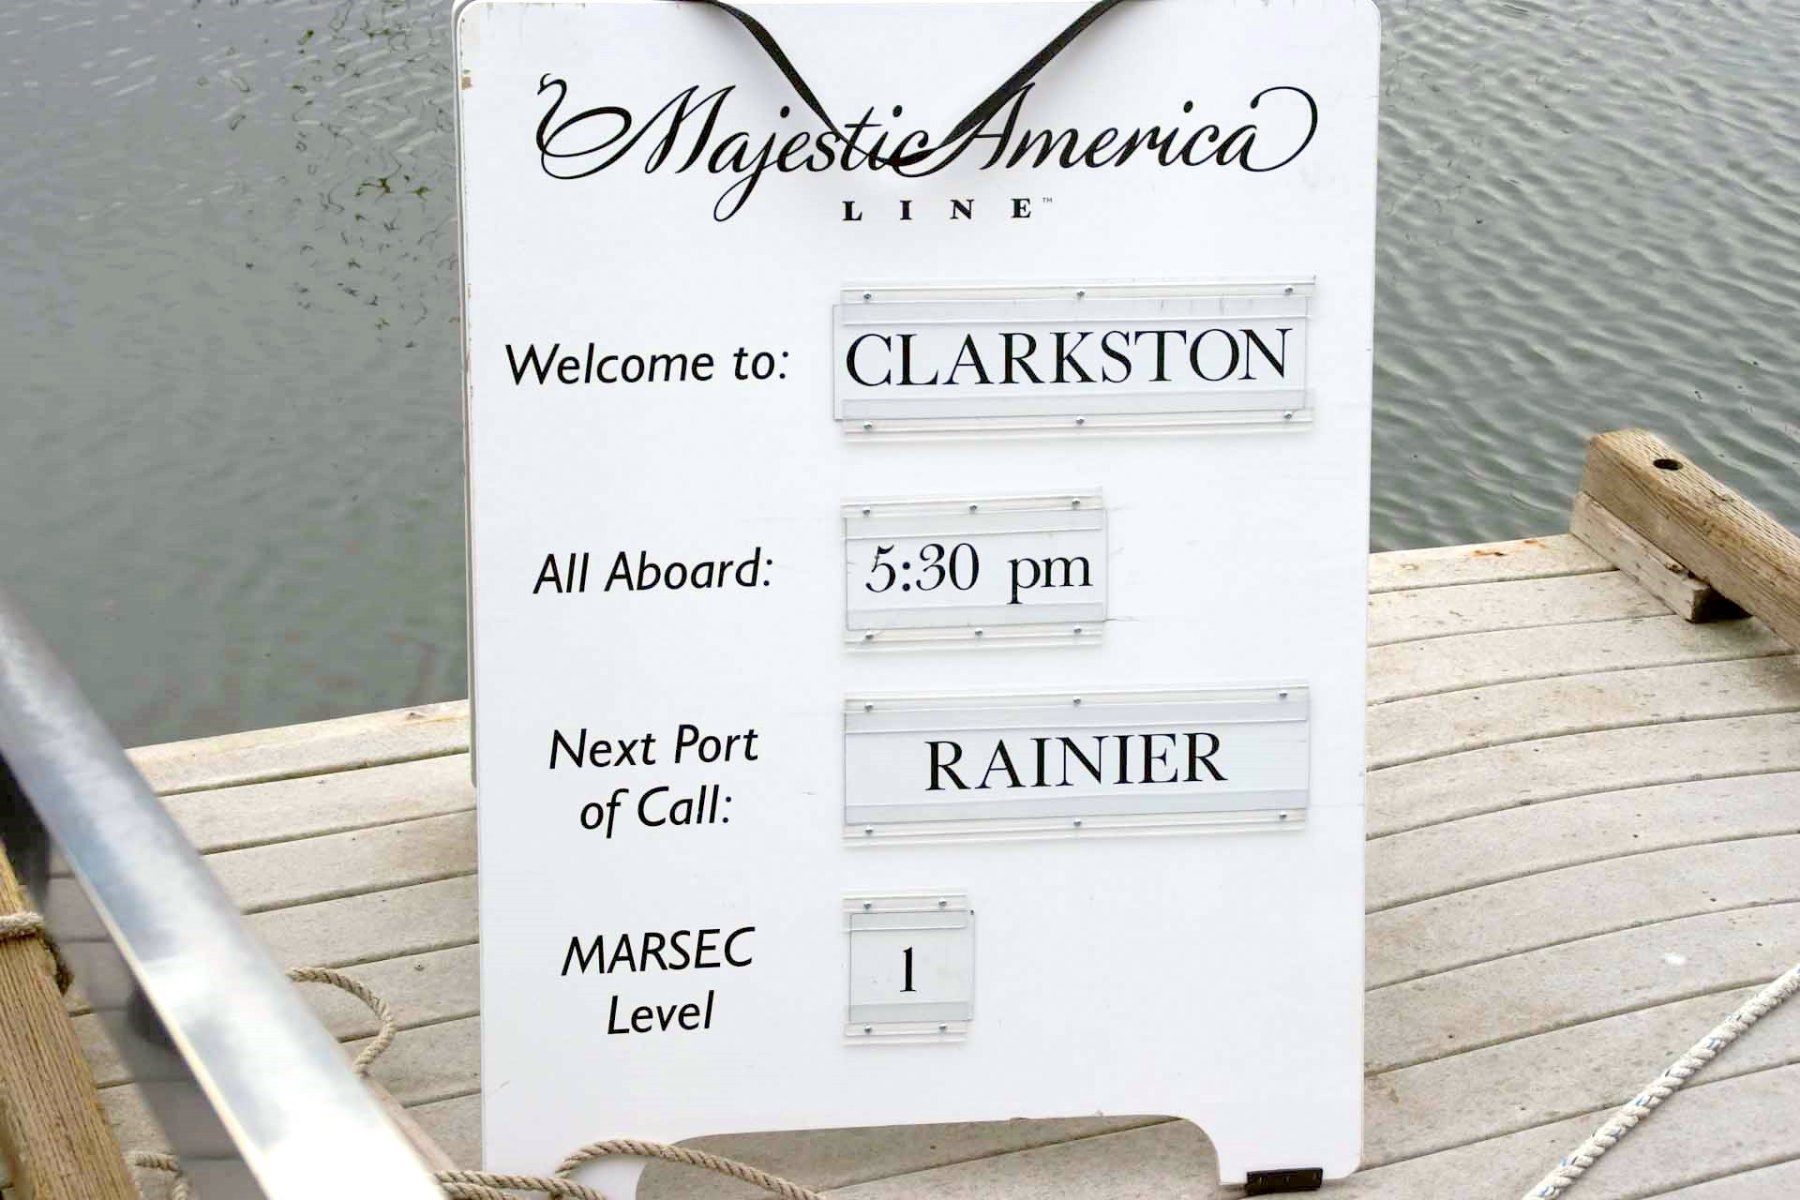 Majestic America
LINE™
Welcome to: CLARKSTON
All Aboard: 5:30 pm
Next Port
of Call: RAINIER
MARSEC
Level 1